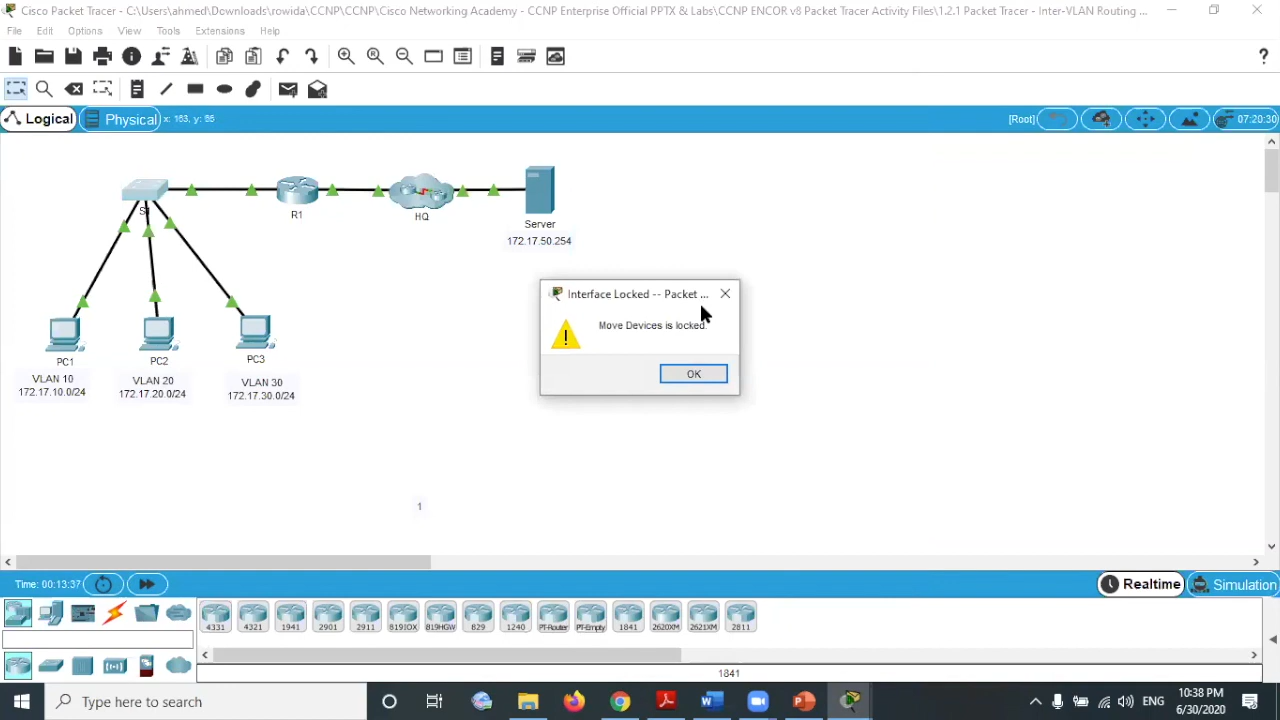 Cisco Packet Tracer - C:\Users\ahmed\Downloads\rowida\CCNP\CCNP\Cisco Networking Academy - CCNP Enterprise Official PPTX & Labs\CCNP ENCOR v8 Packet Tracer Activity Files\1.2.1 Packet Tracer - Inter-VLAN Routing ...
File Edit Options View Tools Extensions Help
?
Logical Physical x: 163, y: 55 [Root] 07:20:30
S1
R1
HQ
Server
172.17.50.254
Interface Locked -- Packet ...
Move Devices is locked.
OK
PC1 PC2 PC3
VLAN 10 VLAN 20 VLAN 30
172.17.10.0/24 172.17.20.0/24 172.17.30.0/24
1
Time: 00:13:37 Realtime Simulation
4331 4321 1941 2901 2911 819IOX 819HGW 829 1240 PT-Router PT-Empty 1841 2620XM 2621XM 2811
1841
Type here to search
ENG
10:38 PM
6/30/2020